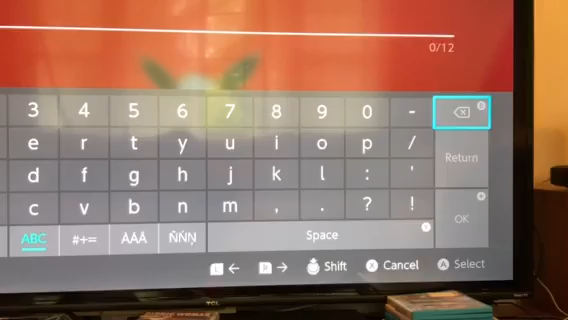 0/12
3 4 5 6 7 8 9 0 -
e r t y u i o p /
Return
d f g h j k l : '
c v b n m , . ? !
OK
ABC #+= ÀÁÂ ÑŃŅ Space
L ← R → Shift X Cancel A Select
TCL